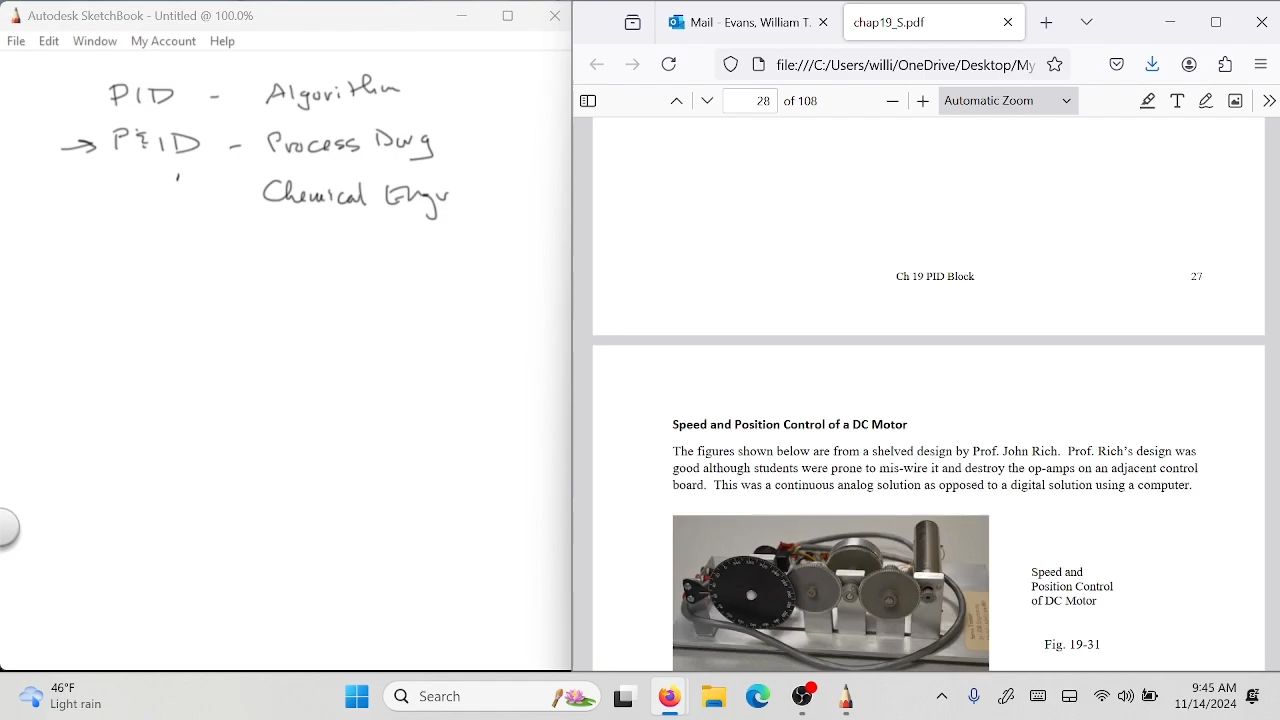 Autodesk SketchBook - Untitled @ 100.0%
File Edit Window My Account Help
PID - Algorithm
→ P&ID - Process Dwg
Chemical Engr
Mail - Evans, William T.
chap19_S.pdf
file:///C:/Users/willi/OneDrive/Desktop/My
28 of 108
Automatic Zoom
Ch 19 PID Block 27
Speed and Position Control of a DC Motor
The figures shown below are from a shelved design by Prof. John Rich. Prof. Rich's design was
good although students were prone to mis-wire it and destroy the op-amps on an adjacent control
board. This was a continuous analog solution as opposed to a digital solution using a computer.
Speed and
Position Control
of DC Motor
Fig. 19-31
46°F
Light rain
Search
9:45 AM
11/14/2024